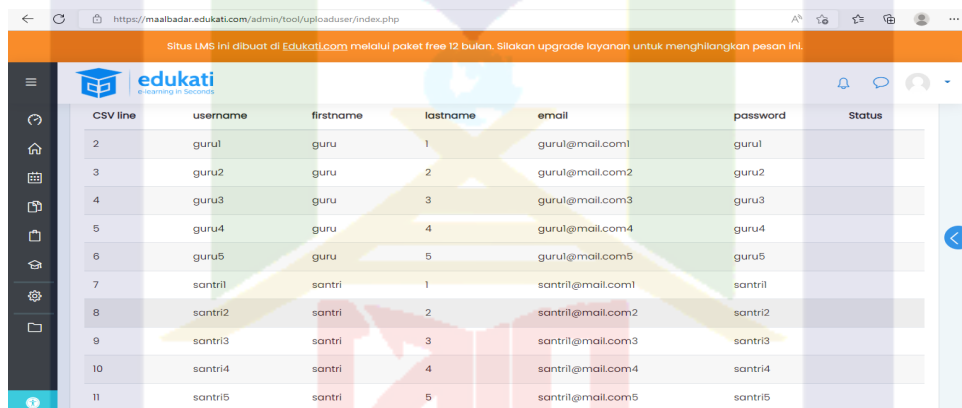 https://maalbadar.edukati.com/admin/tool/uploaduser/index.php
Situs LMS ini dibuat di Edukati.com melalui paket free 12 bulan. Silakan upgrade layanan untuk menghilangkan pesan ini.
edukati
e-learning in Seconds
CSV line username firstname lastname email password Status
2 guru1 guru 1 guru1@mail.com1 guru1
3 guru2 guru 2 guru1@mail.com2 guru2
4 guru3 guru 3 guru1@mail.com3 guru3
5 guru4 guru 4 guru1@mail.com4 guru4
6 guru5 guru 5 guru1@mail.com5 guru5
7 santri1 santri 1 santri1@mail.com1 santri1
8 santri2 santri 2 santri1@mail.com2 santri2
9 santri3 santri 3 santri1@mail.com3 santri3
10 santri4 santri 4 santri1@mail.com4 santri4
11 santri5 santri 5 santri1@mail.com5 santri5